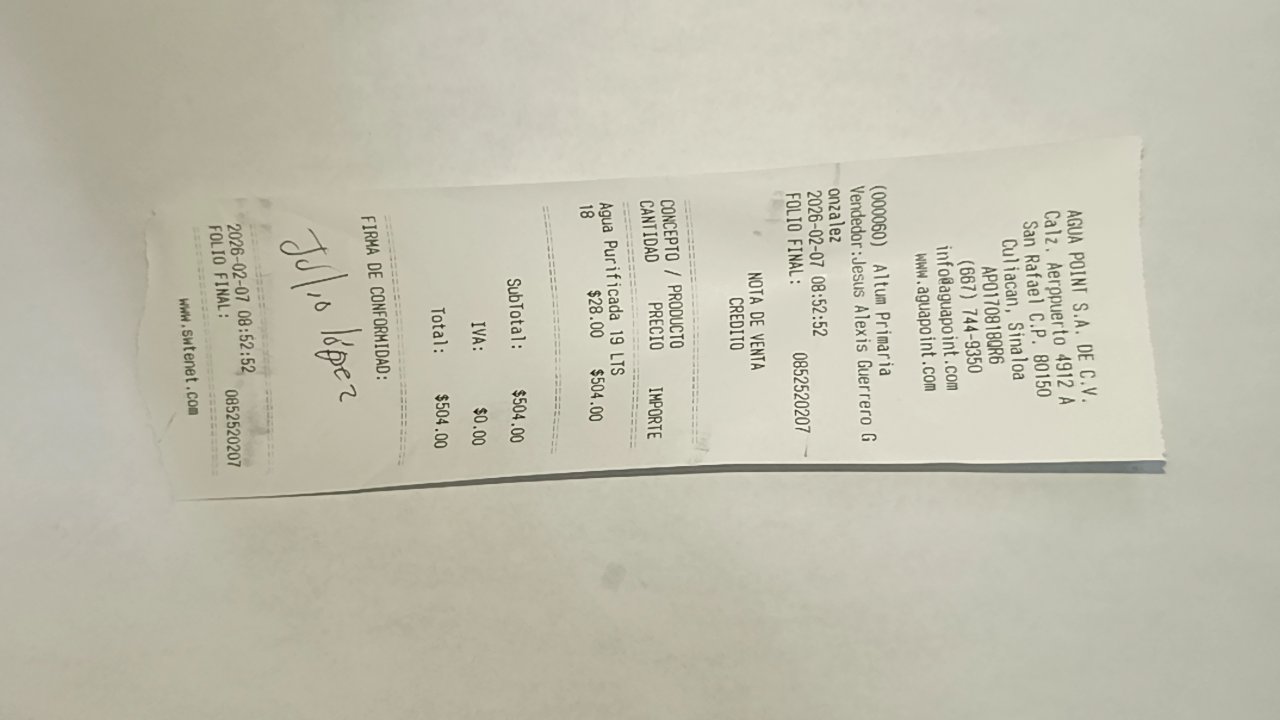 AGUA POINT S.A. DE C.V.
Calz. Aerppuerto 4912 A
San Rafael C.P. 80150
Culiacan, Sinaloa
APO170818QR6
(667) 744-9350
info@aguapoint.com
www.aguapoint.com
(000060) Altum Primaria
Vendedor:Jesus Alexis Guerrero G
onzalez
2026-02-07 08:52:52
FOLIO FINAL: 0852520207
NOTA DE VENTA
CREDITO
CONCEPTO / PRODUCTO
CANTIDAD PRECIO IMPORTE
Agua Purificada 19 LTS
18 $28.00 $504.00
SubTotal: $504.00
IVA: $0.00
Total: $504.00
FIRMA DE CONFORMIDAD:
Julio lópez
2026-02-07 08:52:52
FOLIO FINAL: 0852520207
www.swtenet.com